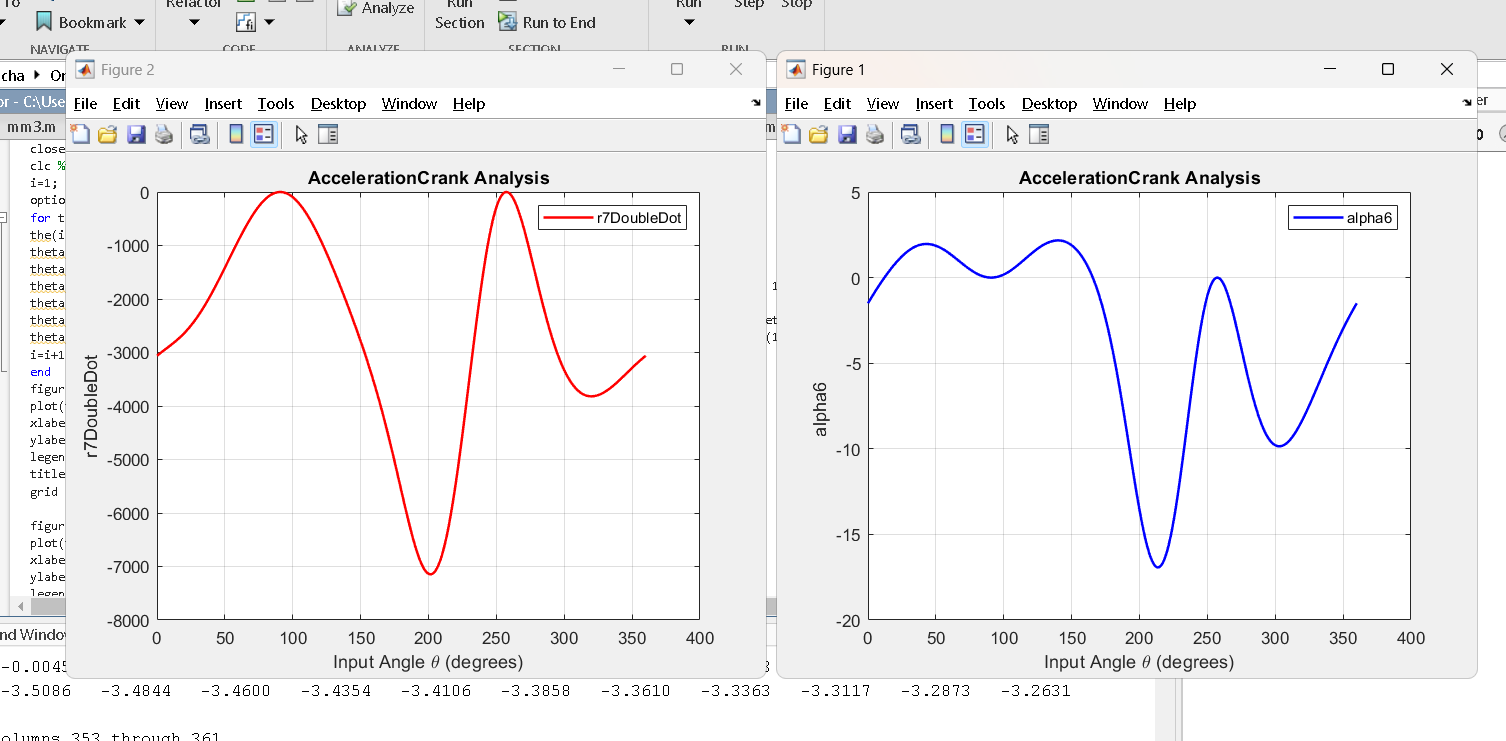 To
Bookmark
Refactor
Analyze
Run
Section
Run to End
Run
Step
Stop
NAVIGATE
CODE
ANALYZE
SECTION
RUN
cha
or - C:\Use
mm3.m
close
clc %
i=1;
optio
for t
the(i
theta
theta
theta
theta
theta
theta
i=i+1
end
figur
plot(
xlabe
ylabe
legen
title
grid
figur
plot(
xlabe
ylabe
legen
Figure 2
File Edit View Insert Tools Desktop Window Help
AccelerationCrank Analysis
r7DoubleDot
r7DoubleDot
0
-1000
-2000
-3000
-4000
-5000
-6000
-7000
-8000
0 50 100 150 200 250 300 350 400
Input Angle θ (degrees)
Figure 1
File Edit View Insert Tools Desktop Window Help
AccelerationCrank Analysis
alpha6
alpha6
5
0
-5
-10
-15
-20
0 50 100 150 200 250 300 350 400
Input Angle θ (degrees)
nd Window
-0.0045
-3.5086 -3.4844 -3.4600 -3.4354 -3.4106 -3.3858 -3.3610 -3.3363 -3.3117 -3.2873 -3.2631
olumns 353 through 361